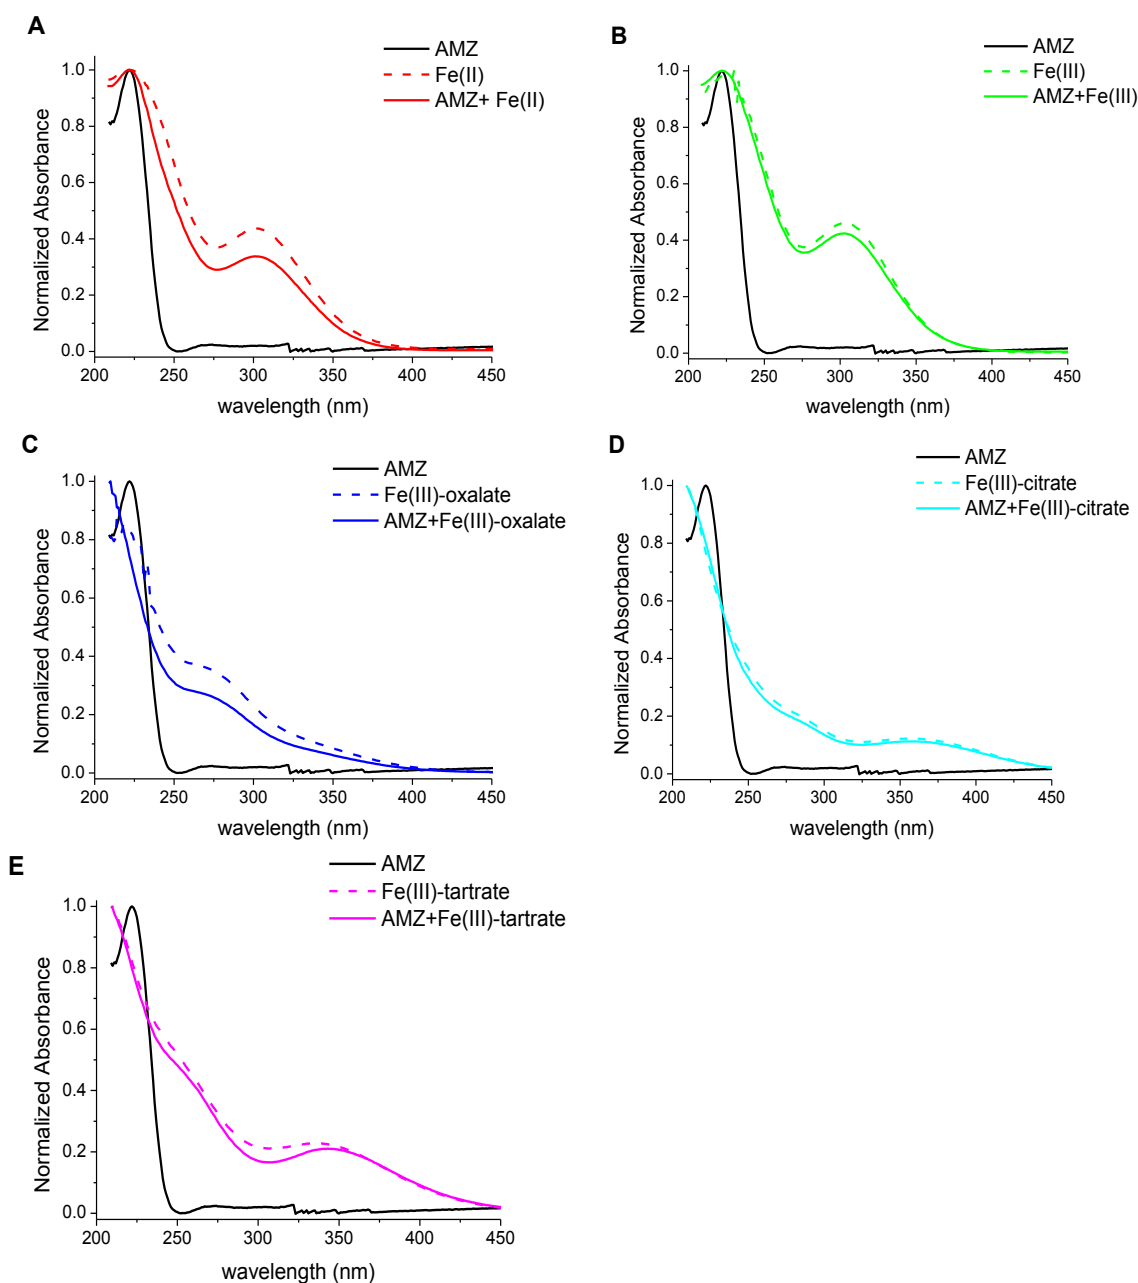 A
AMZ
Fe(II)
AMZ+ Fe(II)
Normalized Absorbance
1.0
0.8
0.6
0.4
0.2
0.0
200 250 300 350 400 450
wavelength (nm)
B
AMZ
Fe(III)
AMZ+Fe(III)
Normalized Absorbance
1.0
0.8
0.6
0.4
0.2
0.0
200 250 300 350 400 450
wavelength (nm)
C
AMZ
Fe(III)-oxalate
AMZ+Fe(III)-oxalate
Normalized Absorbance
1.0
0.8
0.6
0.4
0.2
0.0
200 250 300 350 400 450
wavelength (nm)
D
AMZ
Fe(III)-citrate
AMZ+Fe(III)-citrate
Normalized Absorbance
1.0
0.8
0.6
0.4
0.2
0.0
200 250 300 350 400 450
wavelength (nm)
E
AMZ
Fe(III)-tartrate
AMZ+Fe(III)-tartrate
Normalized Absorbance
1.0
0.8
0.6
0.4
0.2
0.0
200 250 300 350 400 450
wavelength (nm)